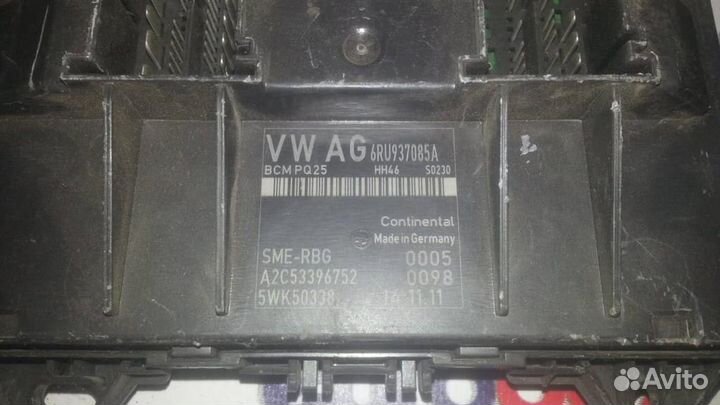 VW AG 6RU937085A
BCM PQ25 HH46 S0230
Continental
Made in Germany
SME-RBG 0005
A2C53396752 0098
5WK50338 14.11.11
Avito